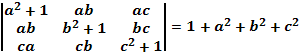 | a² + 1 ab ac |
| ab b² + 1 bc | = 1 + a² + b² + c²
| ca cb c² + 1 |